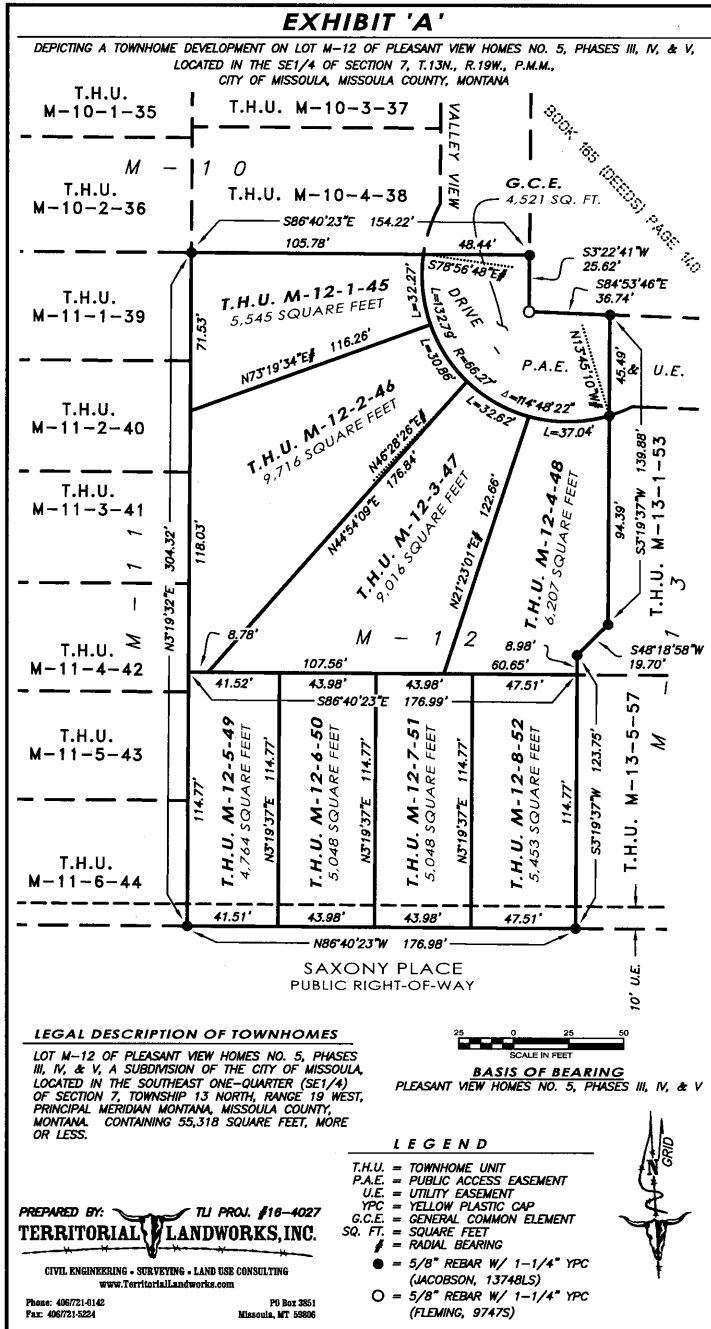 EXHIBIT 'A'
DEPICTING A TOWNHOME DEVELOPMENT ON LOT M-12 OF PLEASANT VIEW HOMES NO. 5, PHASES III, IV, & V,
LOCATED IN THE SE1/4 OF SECTION 7, T.13N., R.19W., P.M.M.,
CITY OF MISSOULA, MISSOULA COUNTY, MONTANA
T.H.U.
M-10-1-35
T.H.U. M-10-3-37
VALLEY VIEW
BOOK 165 (DEEDS) PAGE 140
M - 10
T.H.U.
M-10-2-36
T.H.U. M-10-4-38
G.C.E.
4,521 SQ. FT.
S86°40'23"E 154.22'
105.78'
48.44'
S3°22'41"W
25.62'
S84°53'46"E
36.74'
S78°56'48"E#
DRIVE -
P.A.E.
& U.E.
N13°45'10"W#
45.49'
T.H.U.
M-11-1-39
71.53'
T.H.U. M-12-1-45
5,545 SQUARE FEET
L=32.27'
L=132.79'
R=66.27'
Δ=114°48'22"
N73°19'34"E# 116.26'
L=30.86'
L=32.62'
L=37.04'
T.H.U.
M-11-2-40
T.H.U. M-12-2-46
9,716 SQUARE FEET
N46°28'26"E#
N44°54'09"E 176.84'
T.H.U. M-12-3-47
9,016 SQUARE FEET
N21°23'01"E# 122.66'
T.H.U. M-12-4-48
6,207 SQUARE FEET
94.39'
S3°19'37"W 139.88'
T.H.U. M-13-1-53
T.H.U.
M-11-3-41
M - 11
N3°19'32"E 304.32'
118.03'
M - 12
M - 13
T.H.U.
M-11-4-42
8.78'
107.56'
60.65'
8.98'
S48°18'58"W
19.70'
41.52'
43.98'
43.98'
47.51'
S86°40'23"E 176.99'
T.H.U.
M-11-5-43
114.77'
T.H.U. M-12-5-49
4,764 SQUARE FEET
N3°19'37"E 114.77'
T.H.U. M-12-6-50
5,048 SQUARE FEET
N3°19'37"E 114.77'
T.H.U. M-12-7-51
5,048 SQUARE FEET
N3°19'37"E 114.77'
T.H.U. M-12-8-52
5,453 SQUARE FEET
114.77'
S3°19'37"W 123.75'
T.H.U. M-13-5-57
T.H.U.
M-11-6-44
41.51'
43.98'
43.98'
47.51'
N86°40'23"W 176.98'
10' U.E.
SAXONY PLACE
PUBLIC RIGHT-OF-WAY
LEGAL DESCRIPTION OF TOWNHOMES
LOT M-12 OF PLEASANT VIEW HOMES NO. 5, PHASES
III, IV, & V, A SUBDIVISION OF THE CITY OF MISSOULA,
LOCATED IN THE SOUTHEAST ONE-QUARTER (SE1/4)
OF SECTION 7, TOWNSHIP 13 NORTH, RANGE 19 WEST,
PRINCIPAL MERIDIAN MONTANA, MISSOULA COUNTY,
MONTANA. CONTAINING 55,318 SQUARE FEET, MORE
OR LESS.
25 0 25 50
SCALE IN FEET
BASIS OF BEARING
PLEASANT VIEW HOMES NO. 5, PHASES III, IV, & V
LEGEND
T.H.U. = TOWNHOME UNIT
P.A.E. = PUBLIC ACCESS EASEMENT
U.E. = UTILITY EASEMENT
YPC = YELLOW PLASTIC CAP
G.C.E. = GENERAL COMMON ELEMENT
SQ. FT. = SQUARE FEET
# = RADIAL BEARING
● = 5/8" REBAR W/ 1-1/4" YPC
(JACOBSON, 13748LS)
○ = 5/8" REBAR W/ 1-1/4" YPC
(FLEMING, 9747S)
N
GRID
PREPARED BY: TLI PROJ. #16-4027
TERRITORIAL LANDWORKS, INC.
CIVIL ENGINEERING • SURVEYING • LAND USE CONSULTING
www.TerritorialLandworks.com
Phone: 406/721-0142
Fax: 406/721-5224
PO Box 3851
Missoula, MT 59806